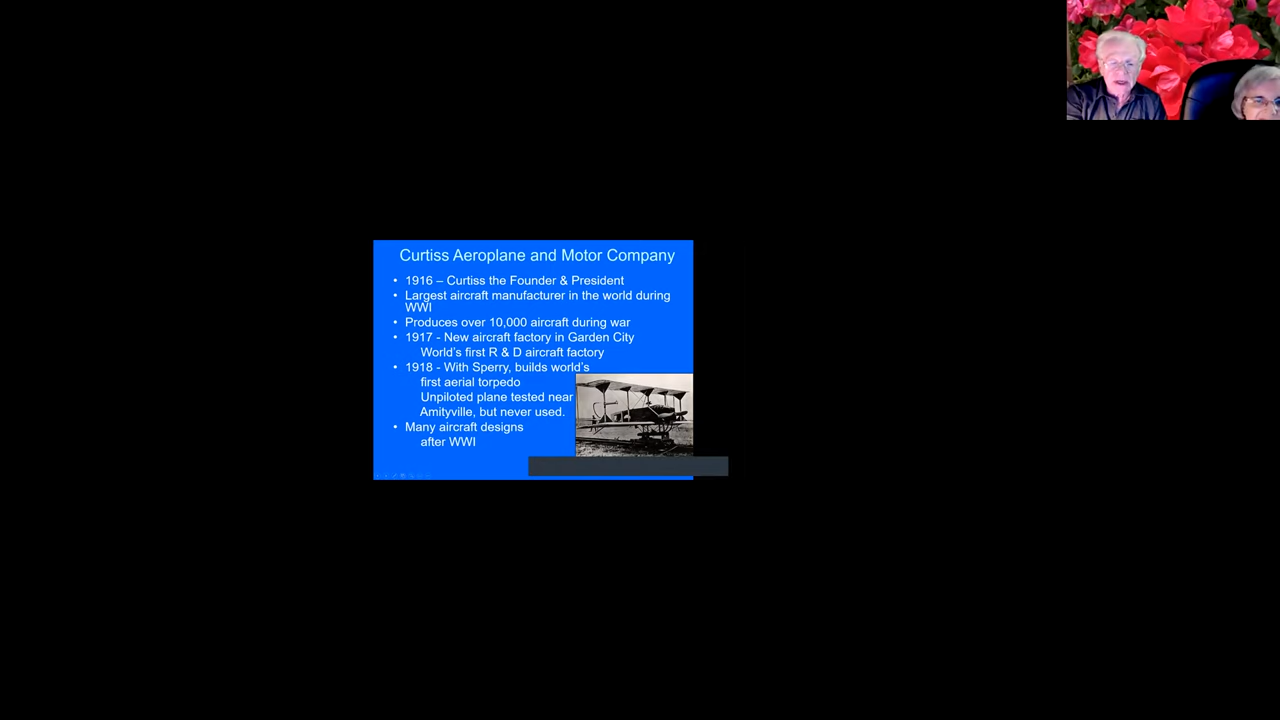 Curtiss Aeroplane and Motor Company
• 1916 – Curtiss the Founder & President
• Largest aircraft manufacturer in the world during
WWI
• Produces over 10,000 aircraft during war
• 1917 - New aircraft factory in Garden City
World's first R & D aircraft factory
• 1918 - With Sperry, builds world's
first aerial torpedo
Unpiloted plane tested near
Amityville, but never used.
• Many aircraft designs
after WWI